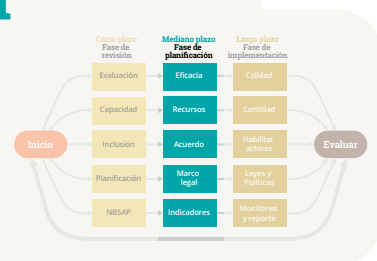 Corto plazo
Fase de
revisión
Mediano plazo
Fase de
planificación
Largo plazo
Fase de
implementación
Evaluación
Eficacia
Calidad
Capacidad
Recursos
Cantidad
Inicio
Inclusión
Acuerdo
Habilitar
actores
Evaluar
Planificación
Marco
legal
Leyes y
Políticas
NBSAP
Indicadores
Monitoreo
y reporte